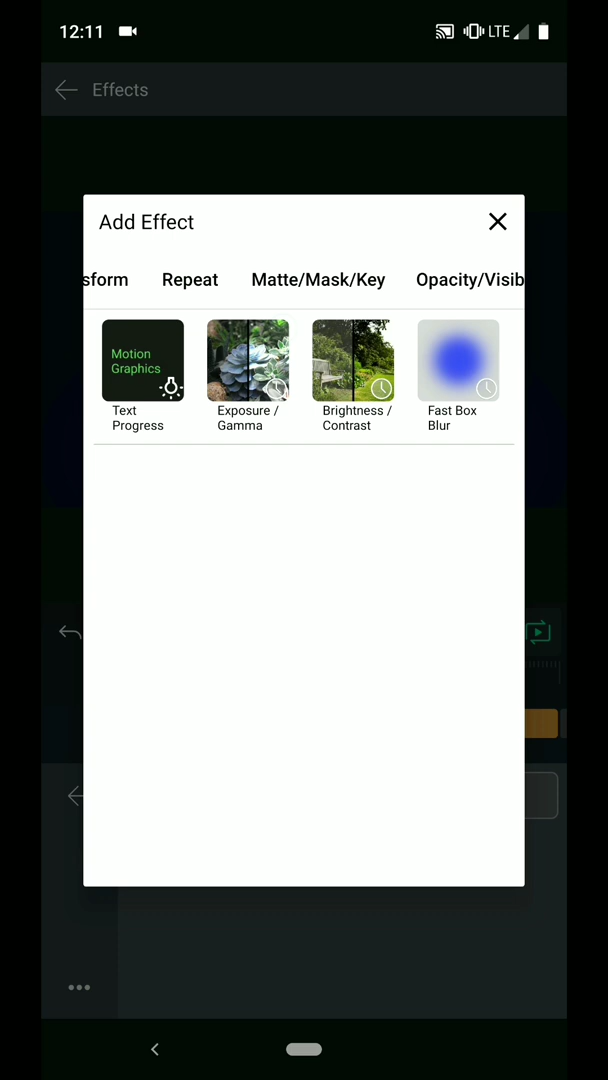 12:11
LTE
Effects
Add Effect
sform Repeat Matte/Mask/Key Opacity/Visib
Motion
Graphics
Text
Progress
Exposure /
Gamma
Brightness /
Contrast
Fast Box
Blur